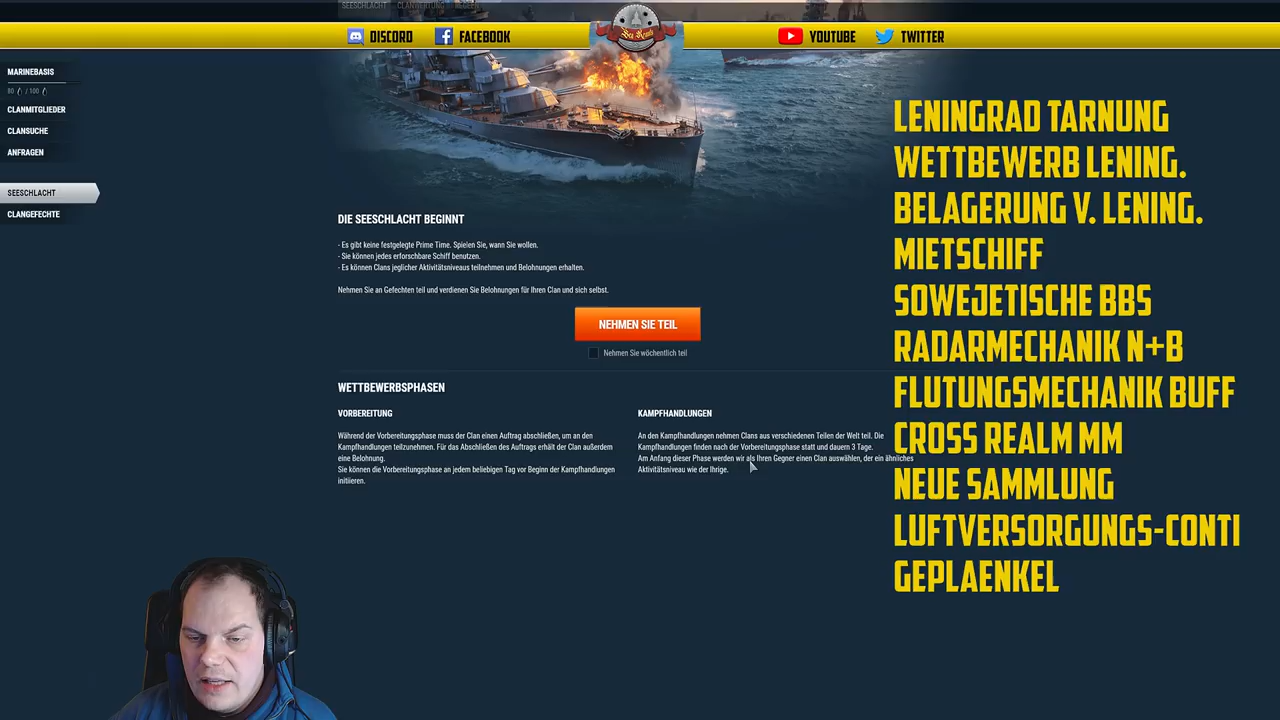 SEESCHLACHT CLANWERTUNG
DISCORD
FACEBOOK
YOUTUBE
TWITTER
MARINEBASIS
80 / 100
CLANMITGLIEDER
CLANSUCHE
ANFRAGEN
SEESCHLACHT
CLANGEFECHTE
DIE SEESCHLACHT BEGINNT
- Es gibt keine festgelegte Prime Time. Spielen Sie, wann Sie wollen.
- Sie können jedes erforschbare Schiff benutzen.
- Es können Clans jeglicher Aktivitätsniveaus teilnehmen und Belohnungen erhalten.
Nehmen Sie an Gefechten teil und verdienen Sie Belohnungen für Ihren Clan und sich selbst.
NEHMEN SIE TEIL
Nehmen Sie wöchentlich teil
WETTBEWERBSPHASEN
VORBEREITUNG
Während der Vorbereitungsphase muss der Clan einen Auftrag abschließen, um an den
Kampfhandlungen teilzunehmen. Für das Abschließen des Auftrags erhält der Clan außerdem
eine Belohnung.
Sie können die Vorbereitungsphase an jedem beliebigen Tag vor Beginn der Kampfhandlungen
initiieren.
KAMPFHANDLUNGEN
An den Kampfhandlungen nehmen Clans aus verschiedenen Teilen der Welt teil. Die
Kampfhandlungen finden nach der Vorbereitungsphase statt und dauern 3 Tage.
Am Anfang dieser Phase werden wir als Ihren Gegner einen Clan auswählen, der ein ähnliches
Aktivitätsniveau wie der Ihrige.
LENINGRAD TARNUNG
WETTBEWERB LENING.
BELAGERUNG V. LENING.
MIETSCHIFF
SOWEJETISCHE BBS
RADARMECHANIK N+B
FLUTUNGSMECHANIK BUFF
CROSS REALM MM
NEUE SAMMLUNG
LUFTVERSORGUNGS-CONTI
GEPLAENKEL